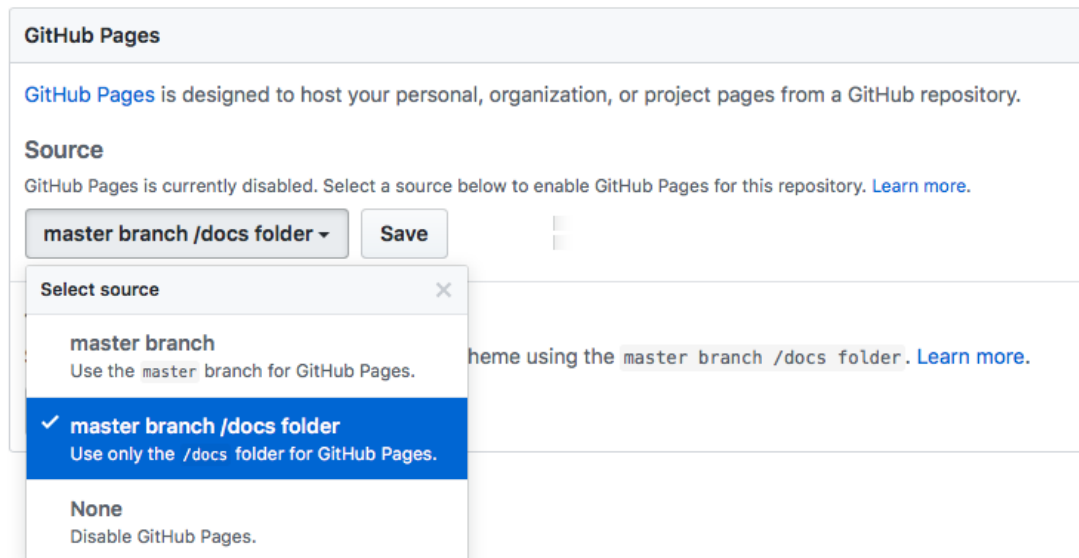 GitHub Pages
GitHub Pages is designed to host your personal, organization, or project pages from a GitHub repository.
Source
GitHub Pages is currently disabled. Select a source below to enable GitHub Pages for this repository. Learn more.
master branch /docs folder
Save
Select source
master branch
Use the master branch for GitHub Pages.
heme using the master branch /docs folder. Learn more.
master branch /docs folder
Use only the /docs folder for GitHub Pages.
None
Disable GitHub Pages.